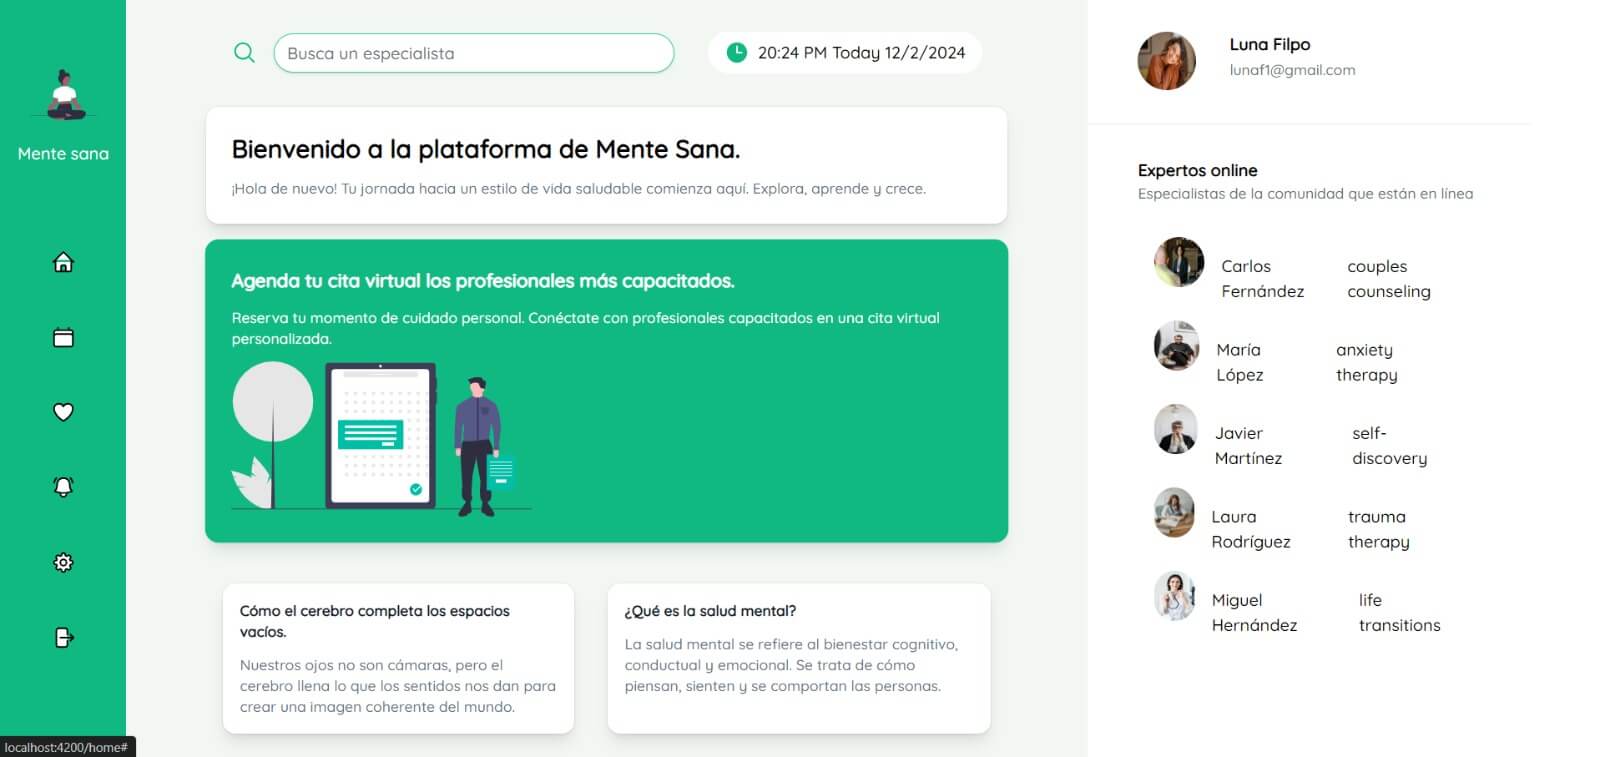 Mente sana
Busca un especialista
20:24 PM Today 12/2/2024
Bienvenido a la plataforma de Mente Sana.
¡Hola de nuevo! Tu jornada hacia un estilo de vida saludable comienza aquí. Explora, aprende y crece.
Agenda tu cita virtual los profesionales más capacitados.
Reserva tu momento de cuidado personal. Conéctate con profesionales capacitados en una cita virtual
personalizada.
Cómo el cerebro completa los espacios
vacíos.
Nuestros ojos no son cámaras, pero el
cerebro llena lo que los sentidos nos dan para
crear una imagen coherente del mundo.
¿Qué es la salud mental?
La salud mental se refiere al bienestar cognitivo,
conductual y emocional. Se trata de cómo
piensan, sienten y se comportan las personas.
Luna Filpo
lunaf1@gmail.com
Expertos online
Especialistas de la comunidad que están en línea
Carlos
Fernández
couples
counseling
María
López
anxiety
therapy
Javier
Martínez
self-
discovery
Laura
Rodríguez
trauma
therapy
Miguel
Hernández
life
transitions
localhost:4200/home#